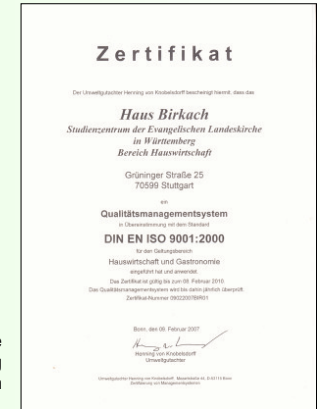 Zertifikat
Der Umweltgutachter Henning von Knobelsdorff bescheinigt hiermit, dass das
Haus Birkach
Studienzentrum der Evangelischen Landeskirche
in Württemberg
Bereich Hauswirtschaft
Grüninger Straße 25
70599 Stuttgart
ein
Qualitätsmanagementsystem
in Übereinstimmung mit dem Standard
DIN EN ISO 9001:2000
für den Geltungsbereich
Hauswirtschaft und Gastronomie
eingeführt hat und anwendet.
Das Zertifikat ist gültig bis zum 08. Februar 2010.
Das Qualitätsmanagementsystem wird bis dahin jährlich überprüft
Bonn, den 08. Februar 2007
Henning von Knobelsdorff
Umweltgutachter